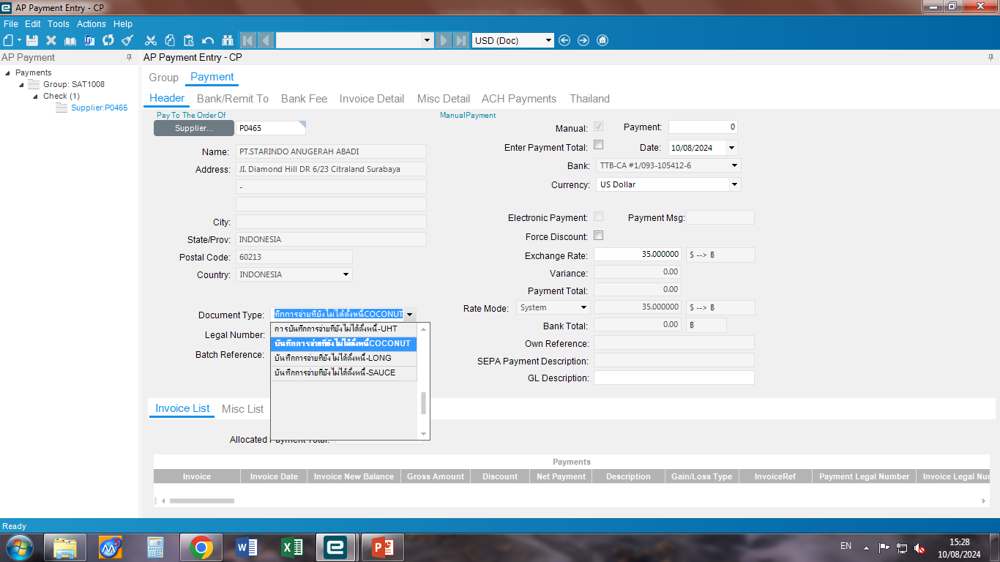 AP Payment Entry - CP
File Edit Tools Actions Help
USD (Doc)
AP Payment
AP Payment Entry - CP
Payments
Group: SAT1008
Check (1)
Supplier:P0465
Group Payment
Header Bank/Remit To Bank Fee Invoice Detail Misc Detail ACH Payments Thailand
Pay To The Order Of
Supplier... P0465
Name: PT.STARINDO ANUGERAH ABADI
Address: JI. Diamond Hill DR 6/23 Citraland Surabaya
-
City:
State/Prov: INDONESIA
Postal Code: 60213
Country: INDONESIA
Document Type: ทึกการจ่ายที่ยังไม่ได้ตั้งหนี้COCONUT
การบันทึกการจ่ายที่ยังไม่ได้ตั้งหนี้-UHT
บันทึกการจ่ายที่ยังไม่ได้ตั้งหนี้COCONUT
บันทึกการจ่ายที่ยังไม่ได้ตั้งหนี้-LONG
บันทึกการจ่ายที่ยังไม่ได้ตั้งหนี้-SAUCE
Legal Number:
Batch Reference:
ManualPayment
Manual: Payment: 0
Enter Payment Total: Date: 10/08/2024
Bank: TTB-CA #1/093-105412-6
Currency: US Dollar
Electronic Payment: Payment Msg:
Force Discount:
Exchange Rate: 35.000000 $ --> ฿
Variance: 0.00
Payment Total: 0.00
Rate Mode: System 35.000000 $ --> ฿
Bank Total: 0.00 ฿
Own Reference:
SEPA Payment Description:
GL Description:
Invoice List Misc List
Allocated Payment Total:
Payments
Invoice Invoice Date Invoice New Balance Gross Amount Discount Net Payment Description Gain/Loss Type InvoiceRef Payment Legal Number Invoice Legal Nur
Ready
EN 15:28
10/08/2024